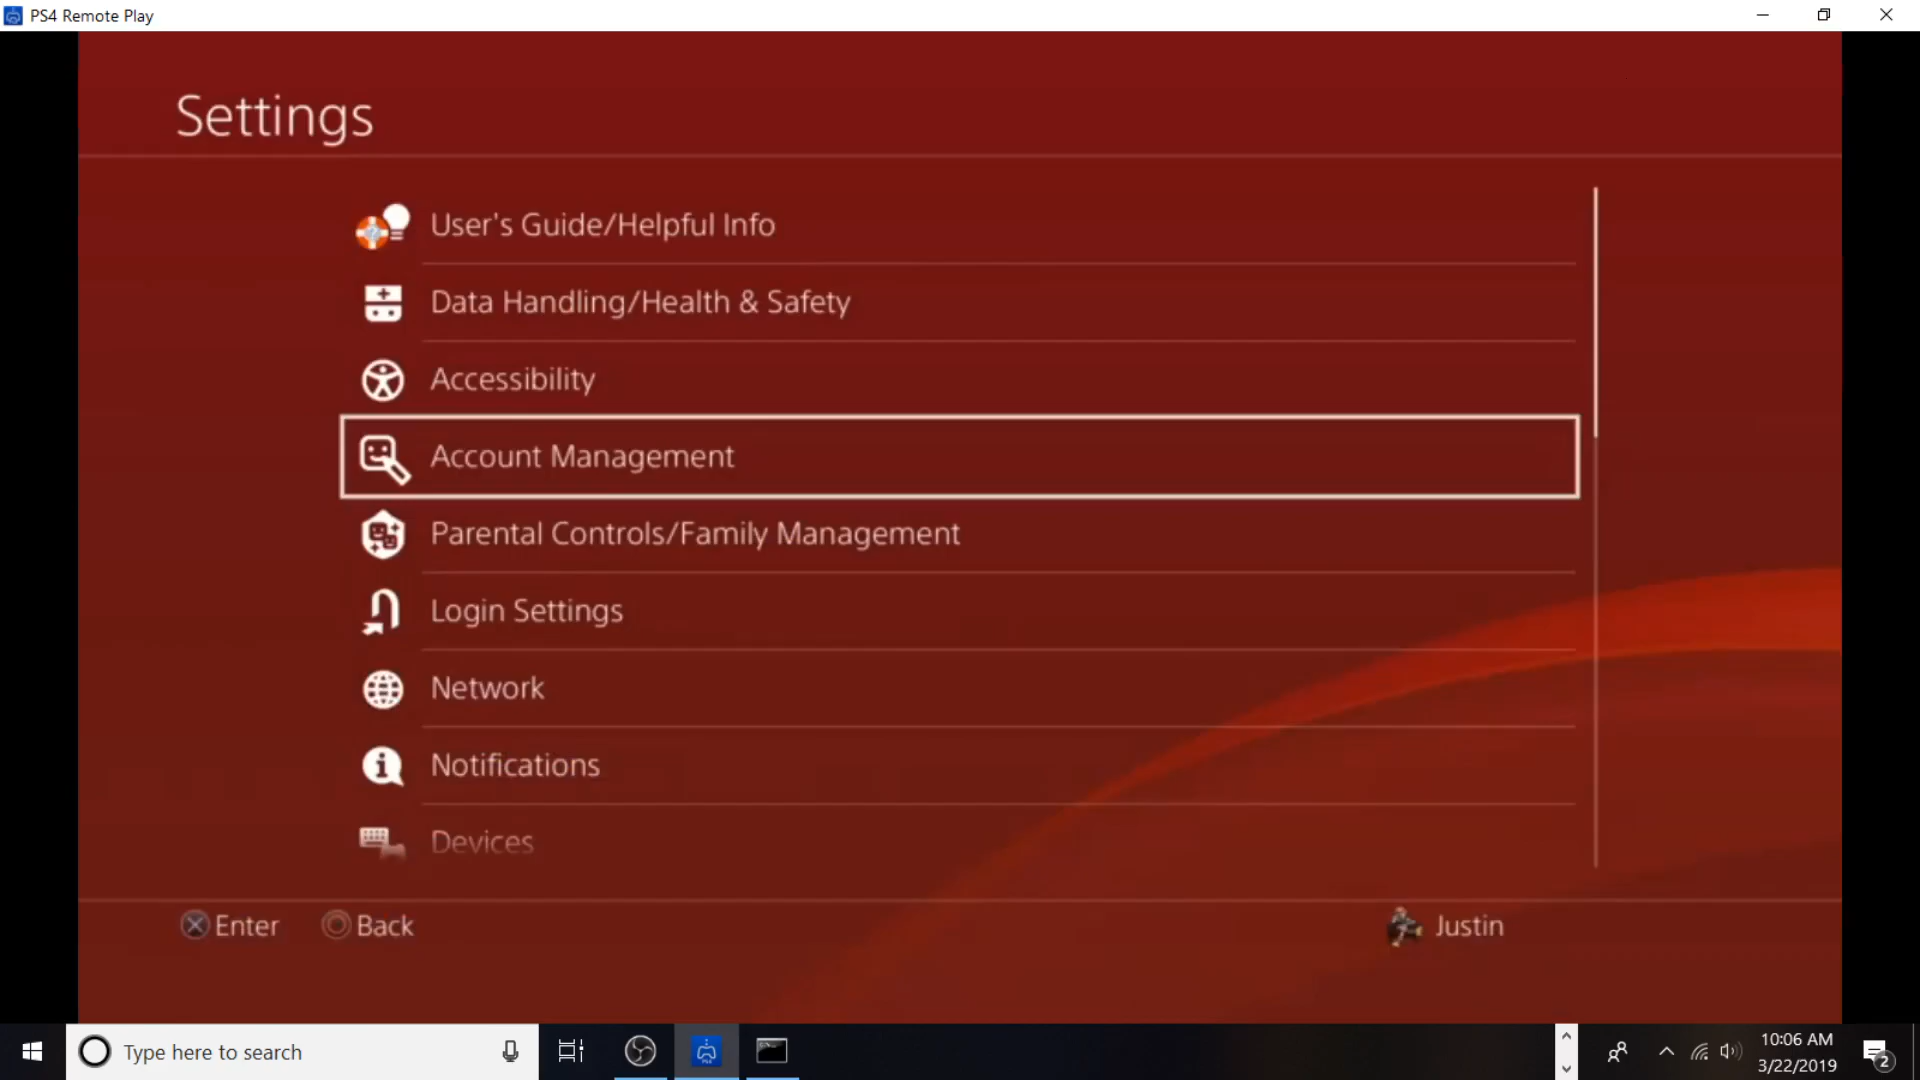 PS4 Remote Play
Settings
User's Guide/Helpful Info
Data Handling/Health & Safety
Accessibility
Account Management
Parental Controls/Family Management
Login Settings
Network
Notifications
Devices
Enter Back Justin
Type here to search
10:06 AM
3/22/2019
2